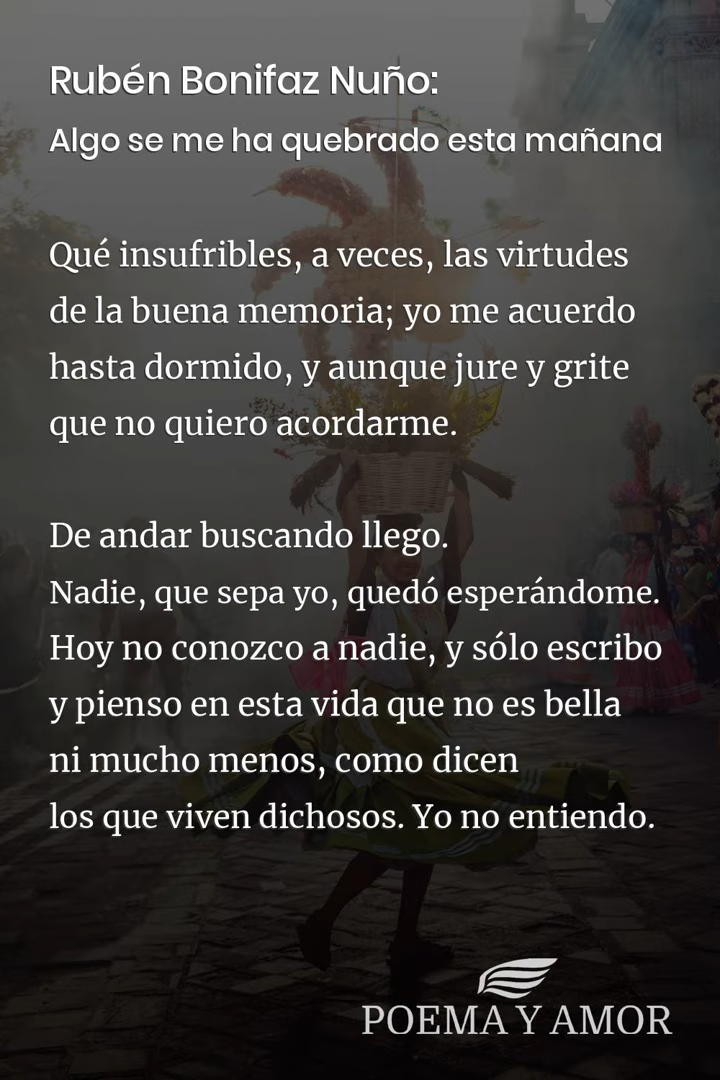 Rubén Bonifaz Nuño:
Algo se me ha quebrado esta mañana
Qué insufribles, a veces, las virtudes
de la buena memoria; yo me acuerdo
hasta dormido, y aunque jure y grite
que no quiero acordarme.
De andar buscando llego.
Nadie, que sepa yo, quedó esperándome.
Hoy no conozco a nadie, y sólo escribo
y pienso en esta vida que no es bella
ni mucho menos, como dicen
los que viven dichosos. Yo no entiendo.
POEMA Y AMOR